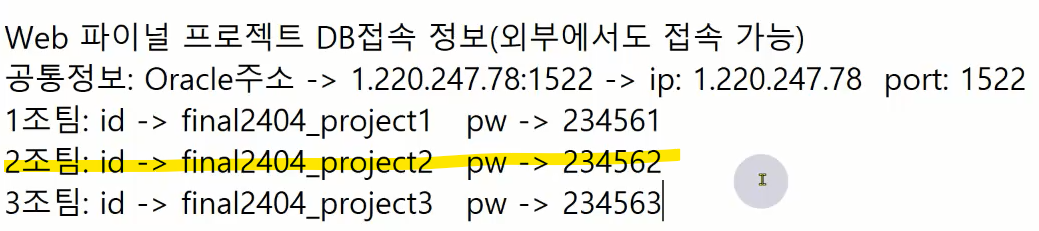 Web 파이널 프로젝트 DB접속 정보(외부에서도 접속 가능)
공통정보: Oracle주소 -> 1.220.247.78:1522 -> ip: 1.220.247.78 port: 1522
1조팀: id -> final2404_project1 pw -> 234561
2조팀: id -> final2404_project2 pw -> 234562
3조팀: id -> final2404_project3 pw -> 234563